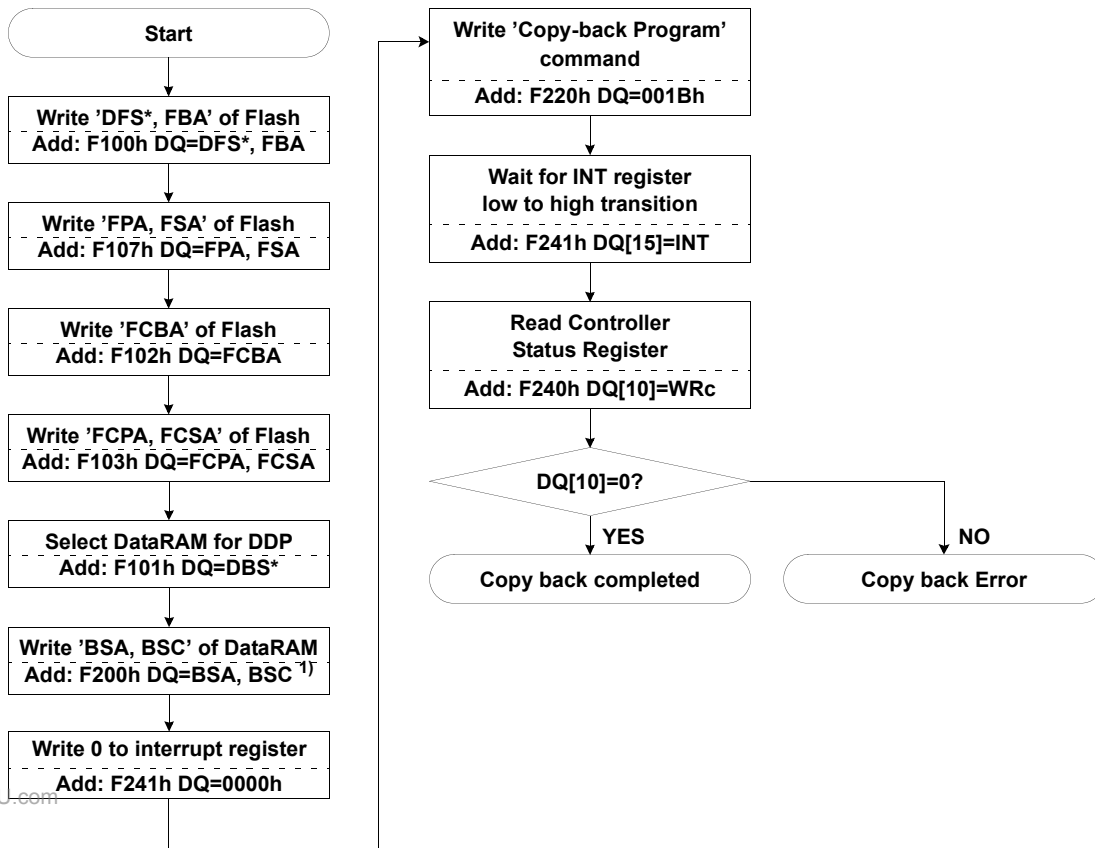 Start
Write 'DFS*, FBA' of Flash
Add: F100h DQ=DFS*, FBA
Write 'FPA, FSA' of Flash
Add: F107h DQ=FPA, FSA
Write 'FCBA' of Flash
Add: F102h DQ=FCBA
Write 'FCPA, FCSA' of Flash
Add: F103h DQ=FCPA, FCSA
Select DataRAM for DDP
Add: F101h DQ=DBS*
Write 'BSA, BSC' of DataRAM
Add: F200h DQ=BSA, BSC 1)
Write 0 to interrupt register
Add: F241h DQ=0000h
Write 'Copy-back Program'
command
Add: F220h DQ=001Bh
Wait for INT register
low to high transition
Add: F241h DQ[15]=INT
Read Controller
Status Register
Add: F240h DQ[10]=WRc
DQ[10]=0?
YES
NO
Copy back completed
Copy back Error
U.com